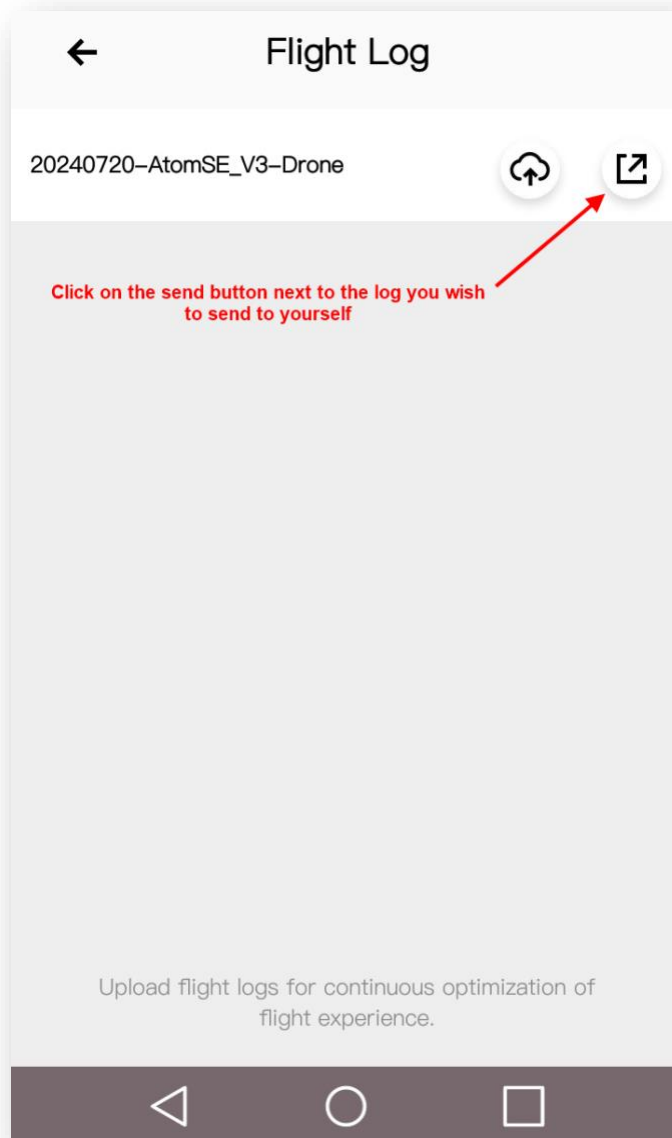 Flight Log
20240720-AtomSE_V3-Drone
Click on the send button next to the log you wish
to send to yourself
Upload flight logs for continuous optimization of
flight experience.